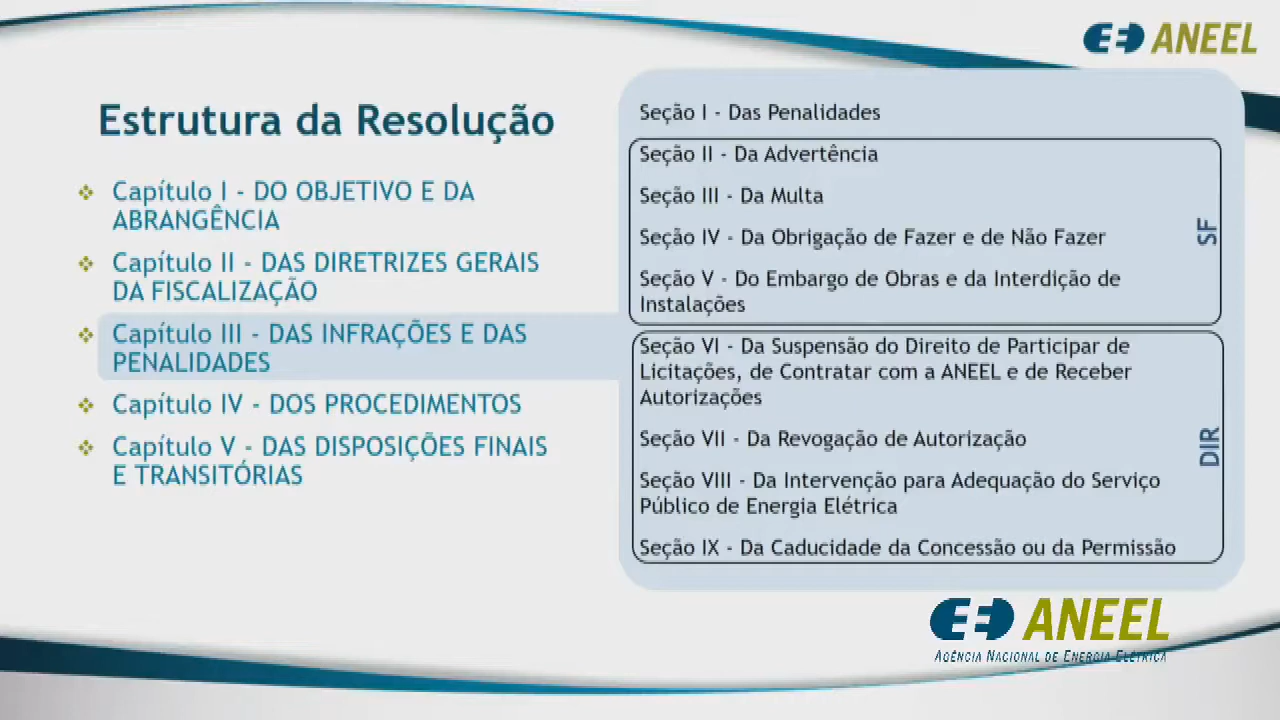 ANEEL
Estrutura da Resolução
Capítulo I - DO OBJETIVO E DA
ABRANGÊNCIA
Capítulo II - DAS DIRETRIZES GERAIS
DA FISCALIZAÇÃO
Capítulo III - DAS INFRAÇÕES E DAS
PENALIDADES
Capítulo IV - DOS PROCEDIMENTOS
Capítulo V - DAS DISPOSIÇÕES FINAIS
E TRANSITÓRIAS
Seção I - Das Penalidades
Seção II - Da Advertência
Seção III - Da Multa
Seção IV - Da Obrigação de Fazer e de Não Fazer
Seção V - Do Embargo de Obras e da Interdição de
Instalações
SF
Seção VI - Da Suspensão do Direito de Participar de
Licitações, de Contratar com a ANEEL e de Receber
Autorizações
Seção VII - Da Revogação de Autorização
Seção VIII - Da Intervenção para Adequação do Serviço
Público de Energia Elétrica
Seção IX - Da Caducidade da Concessão ou da Permissão
DIR
ANEEL
AGÊNCIA NACIONAL DE ENERGIA ELÉTRICA